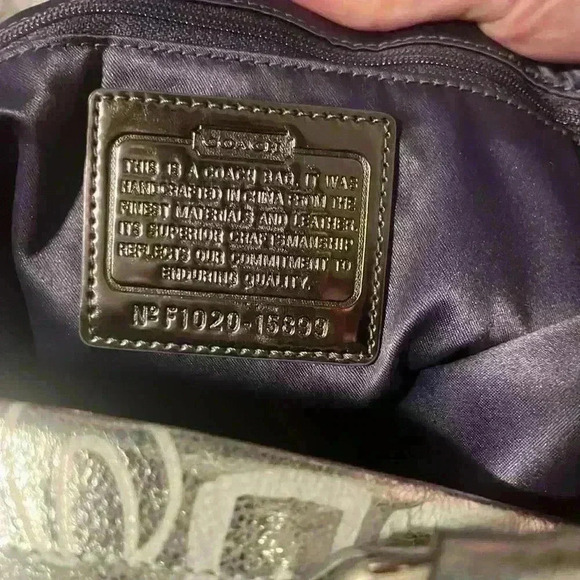 COACH
THIS IS A COACH BAG. IT WAS
HANDCRAFTED IN CHINA FROM THE
FINEST MATERIALS AND LEATHER.
ITS SUPERIOR CRAFTSMANSHIP
REFLECTS OUR COMMITMENT TO
ENDURING QUALITY.
Nº F1020-15899